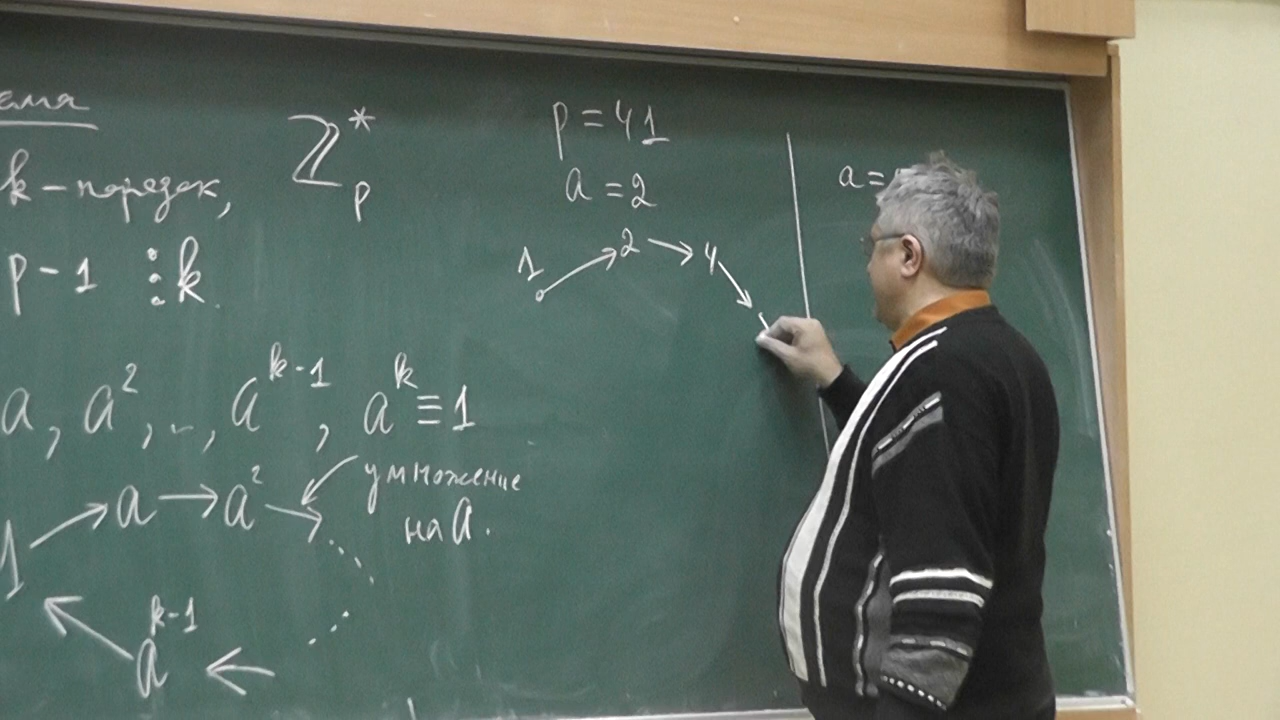 ема
k-порядок,
p-1 ⋮ k.
a, a², .., a^{k-1}, a^k ≡ 1
1 → a → a² →
умножение
на a.
a^{k-1}
ℤ*_p
p = 41
a = 2
1 → 2 → 4 →
a =